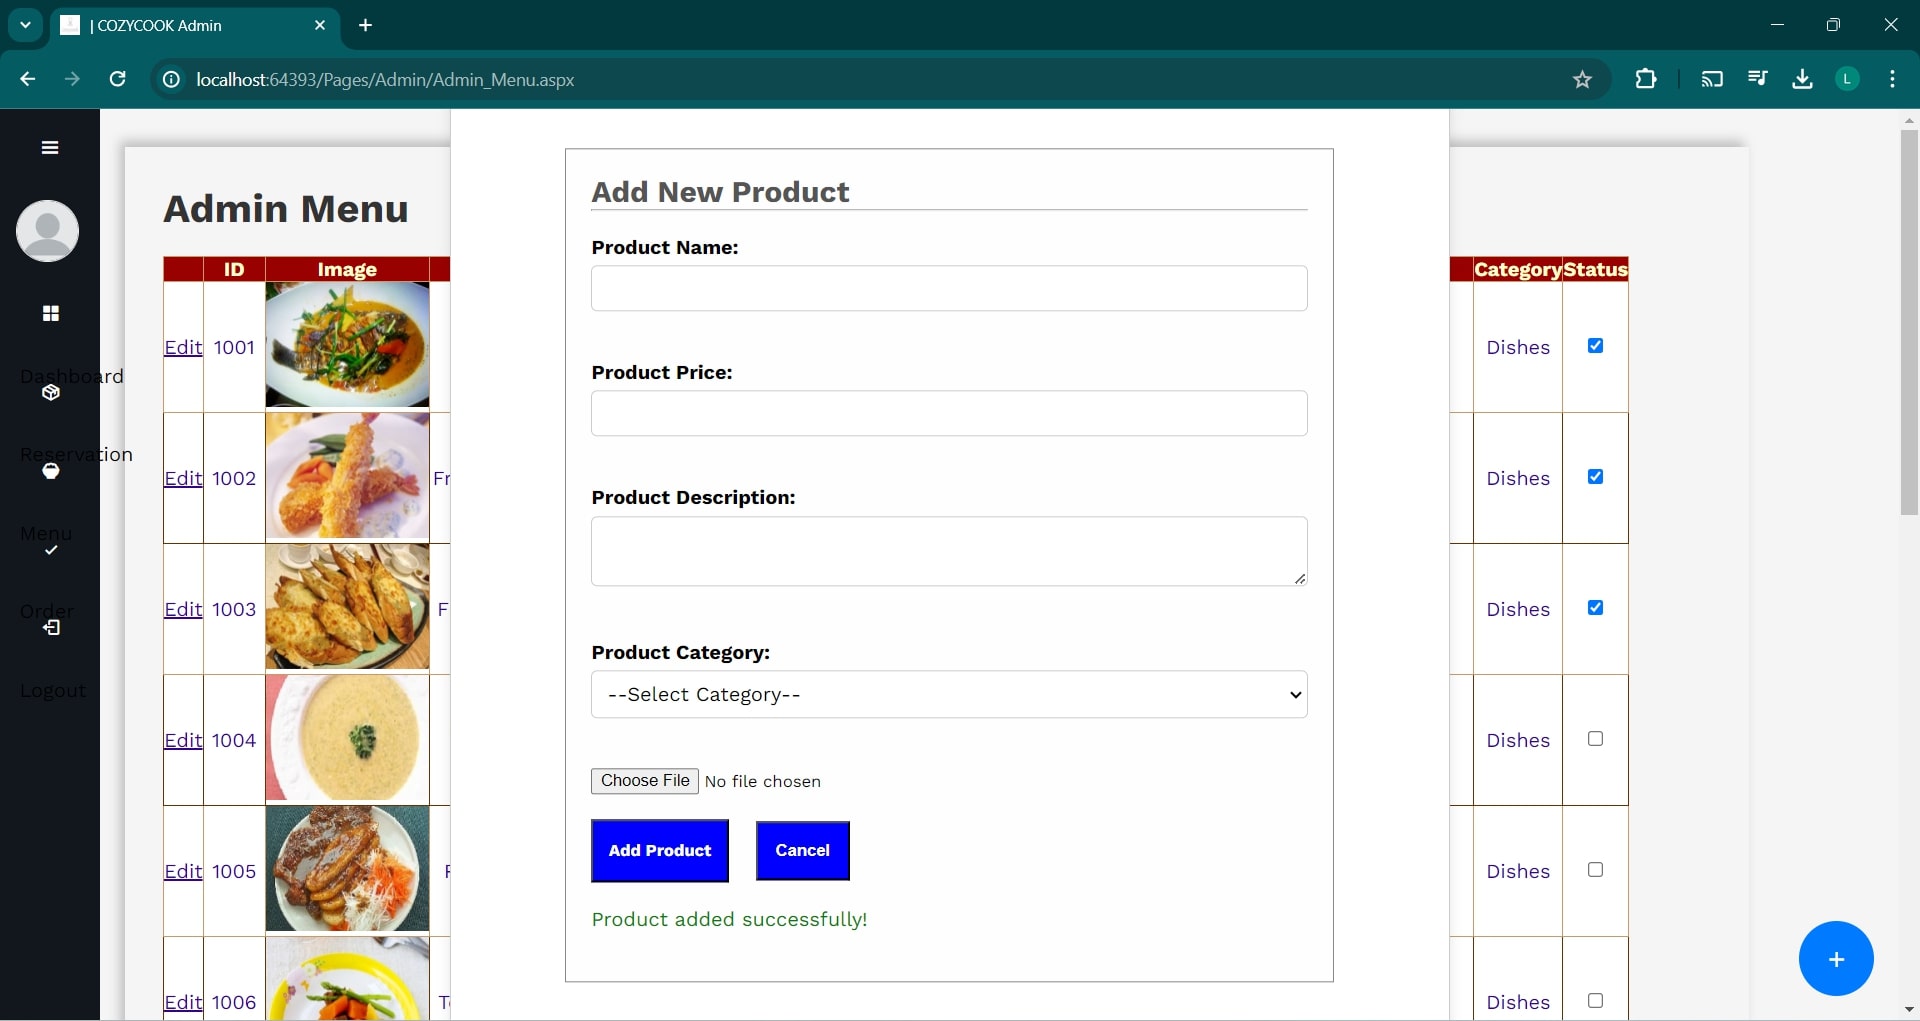 | COZYCOOK Admin
localhost:64393/Pages/Admin/Admin_Menu.aspx
L
Admin Menu
ID Image Category Status
Edit 1001 Dishes
Edit 1002 Fr Dishes
Edit 1003 F Dishes
Edit 1004 Dishes
Edit 1005 Dishes
Edit 1006 Dishes
Dashboard
Reservation
Menu
Order
Logout
Add New Product
Product Name:
Product Price:
Product Description:
Product Category:
--Select Category--
Choose File No file chosen
Add Product Cancel
Product added successfully!
+